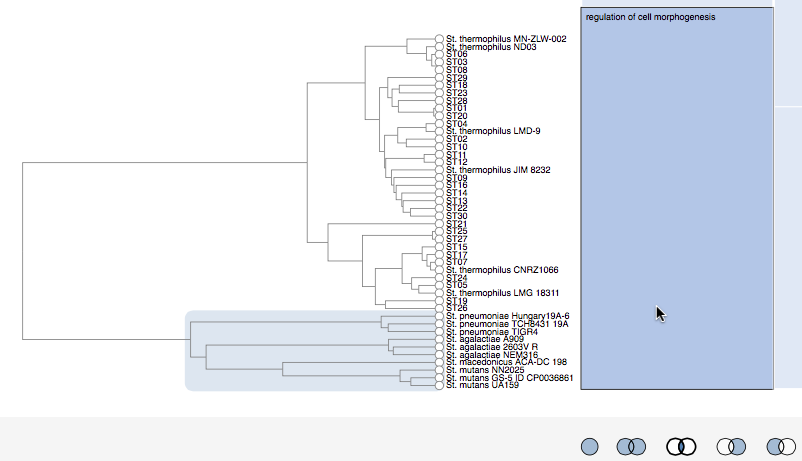 regulation of cell morphogenesis
St. thermophilus MN-ZLW-002
St. thermophilus ND03
ST06
ST03
ST08
ST29
ST18
ST23
ST28
ST01
ST20
ST04
St. thermophilus LMD-9
ST02
ST10
ST11
ST12
St. thermophilus JIM 8232
ST09
ST16
ST14
ST13
ST22
ST30
ST21
ST25
ST27
ST15
ST17
ST07
St. thermophilus CNRZ1066
ST24
ST05
St. thermophilus LMG 18311
ST19
ST26
St. pneumoniae Hungary19A-6
St. pneumoniae TCH8431 19A
St. pneumoniae TIGR4
St. agalactiae A909
St. agalactiae 2603V R
St. agalactiae NEM316
St. macedonicus ACA-DC 198
St. mutans NN2025
St. mutans GS-5 ID CP0036861
St. mutans UA159